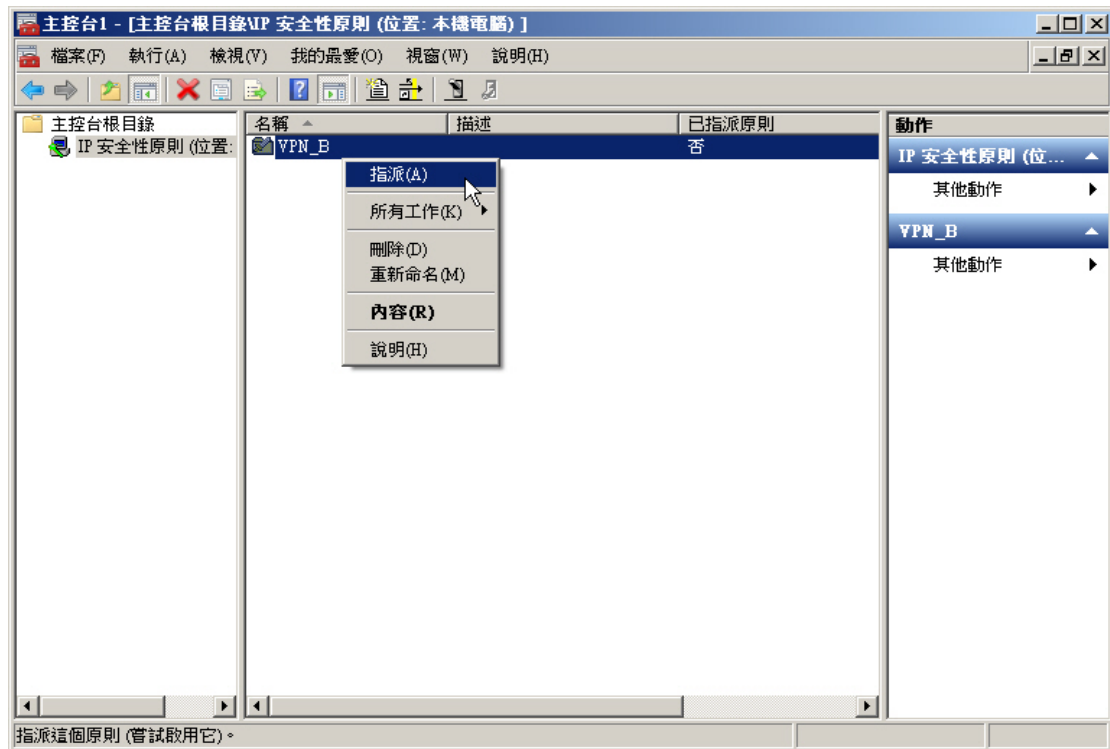 主控台1 - [主控台根目錄\IP 安全性原則 (位置: 本機電腦) ]
檔案(F) 執行(A) 檢視(V) 我的最愛(O) 視窗(W) 說明(H)
主控台根目錄
IP 安全性原則 (位置:
名稱 描述 已指派原則
VPN_B 否
指派(A)
所有工作(K)
刪除(D)
重新命名(M)
內容(R)
說明(H)
動作
IP 安全性原則 (位...
其他動作
VPN_B
其他動作
指派這個原則 (嘗試啟用它)。